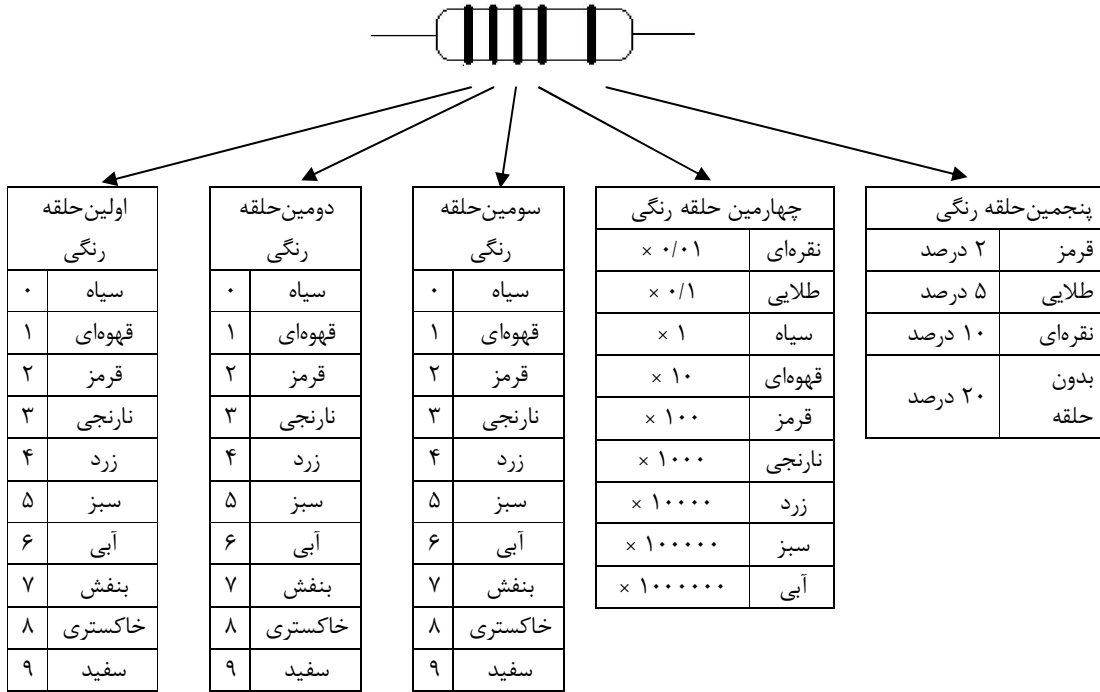 اولین‌حلقه
رنگی
۰ سیاه
۱ قهوه‌ای
۲ قرمز
۳ نارنجی
۴ زرد
۵ سبز
۶ آبی
۷ بنفش
۸ خاکستری
۹ سفید
دومین‌حلقه
رنگی
۰ سیاه
۱ قهوه‌ای
۲ قرمز
۳ نارنجی
۴ زرد
۵ سبز
۶ آبی
۷ بنفش
۸ خاکستری
۹ سفید
سومین‌حلقه
رنگی
۰ سیاه
۱ قهوه‌ای
۲ قرمز
۳ نارنجی
۴ زرد
۵ سبز
۶ آبی
۷ بنفش
۸ خاکستری
۹ سفید
چهارمین حلقه رنگی
نقره‌ای × ۰/۰۱
طلایی × ۰/۱
سیاه × ۱
قهوه‌ای × ۱۰
قرمز × ۱۰۰
نارنجی × ۱۰۰۰
زرد × ۱۰۰۰۰
سبز × ۱۰۰۰۰۰
آبی × ۱۰۰۰۰۰۰
پنجمین‌حلقه رنگی
قرمز ۲ درصد
طلایی ۵ درصد
نقره‌ای ۱۰ درصد
بدون
حلقه
۲۰ درصد